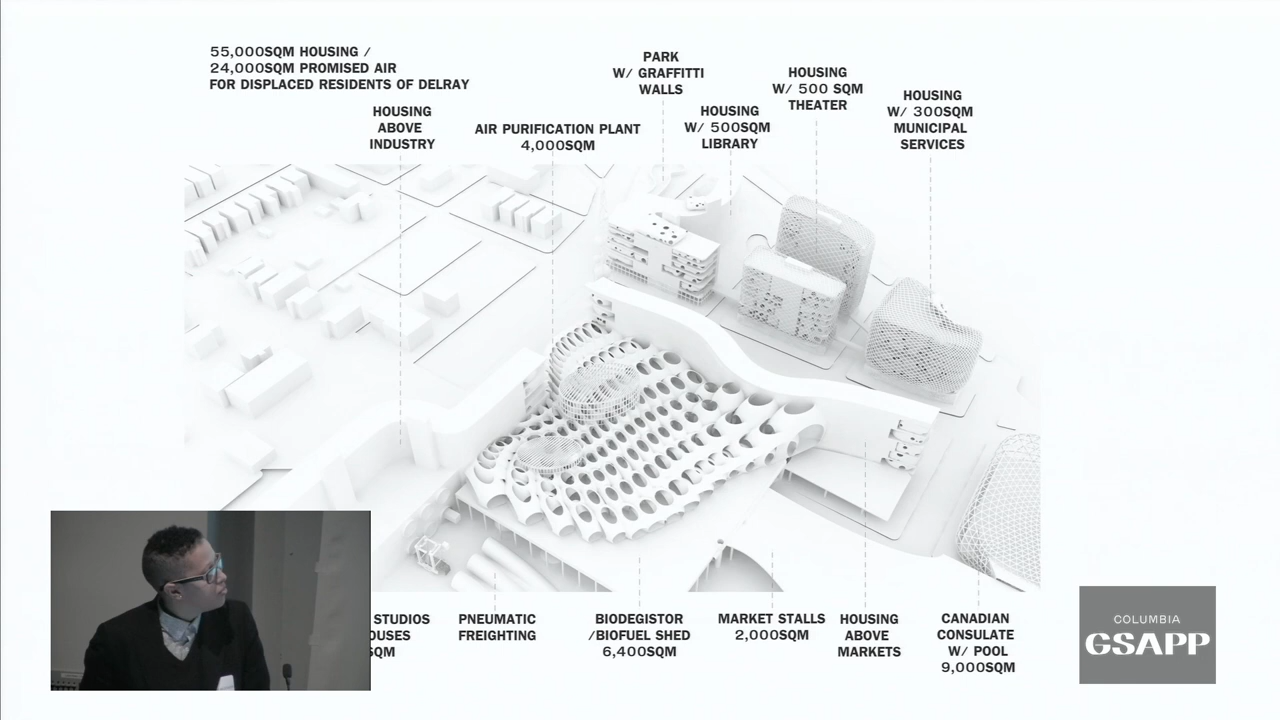 55,000SQM HOUSING /
24,000SQM PROMISED AIR
FOR DISPLACED RESIDENTS OF DELRAY
HOUSING
ABOVE
INDUSTRY
AIR PURIFICATION PLANT
4,000SQM
PARK
W/ GRAFFITTI
WALLS
HOUSING
W/ 500SQM
LIBRARY
HOUSING
W/ 500 SQM
THEATER
HOUSING
W/ 300SQM
MUNICIPAL
SERVICES
STUDIOS
PNEUMATIC
FREIGHTING
BIODEGISTOR
/BIOFUEL SHED
6,400SQM
MARKET STALLS
2,000SQM
HOUSING
ABOVE
MARKETS
CANADIAN
CONSULATE
W/ POOL
9,000SQM
COLUMBIA
GSAPP